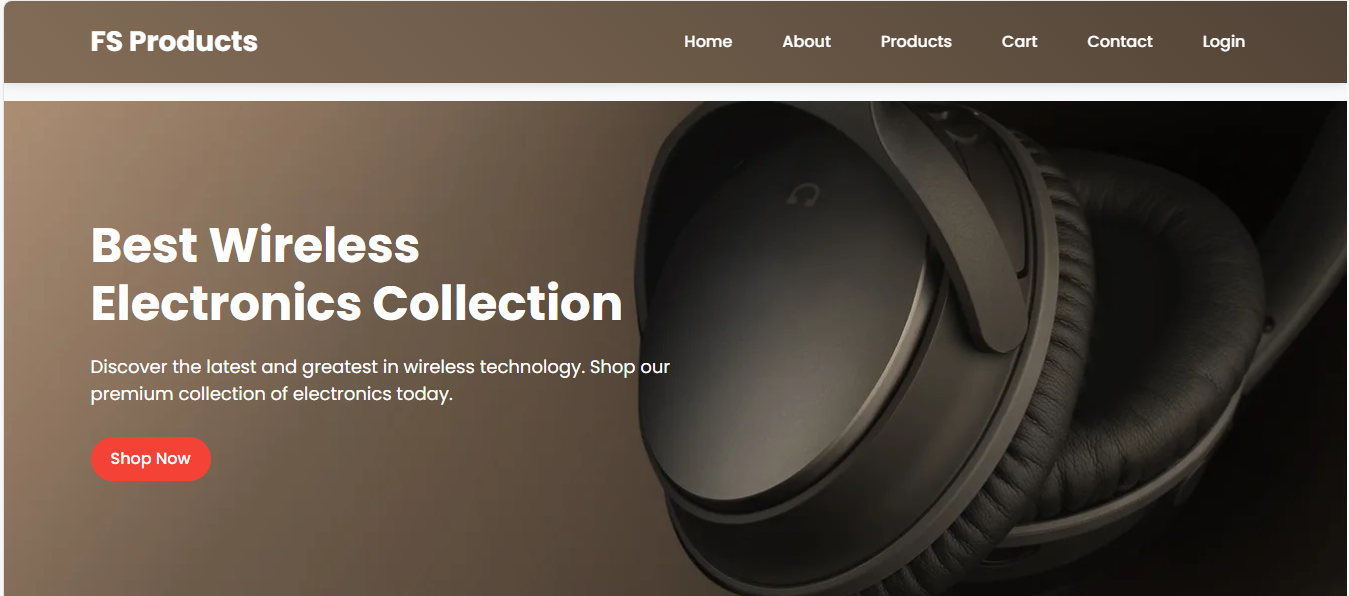 FS Products
Home About Products Cart Contact Login
Best Wireless
Electronics Collection
Discover the latest and greatest in wireless technology. Shop our
premium collection of electronics today.
Shop Now